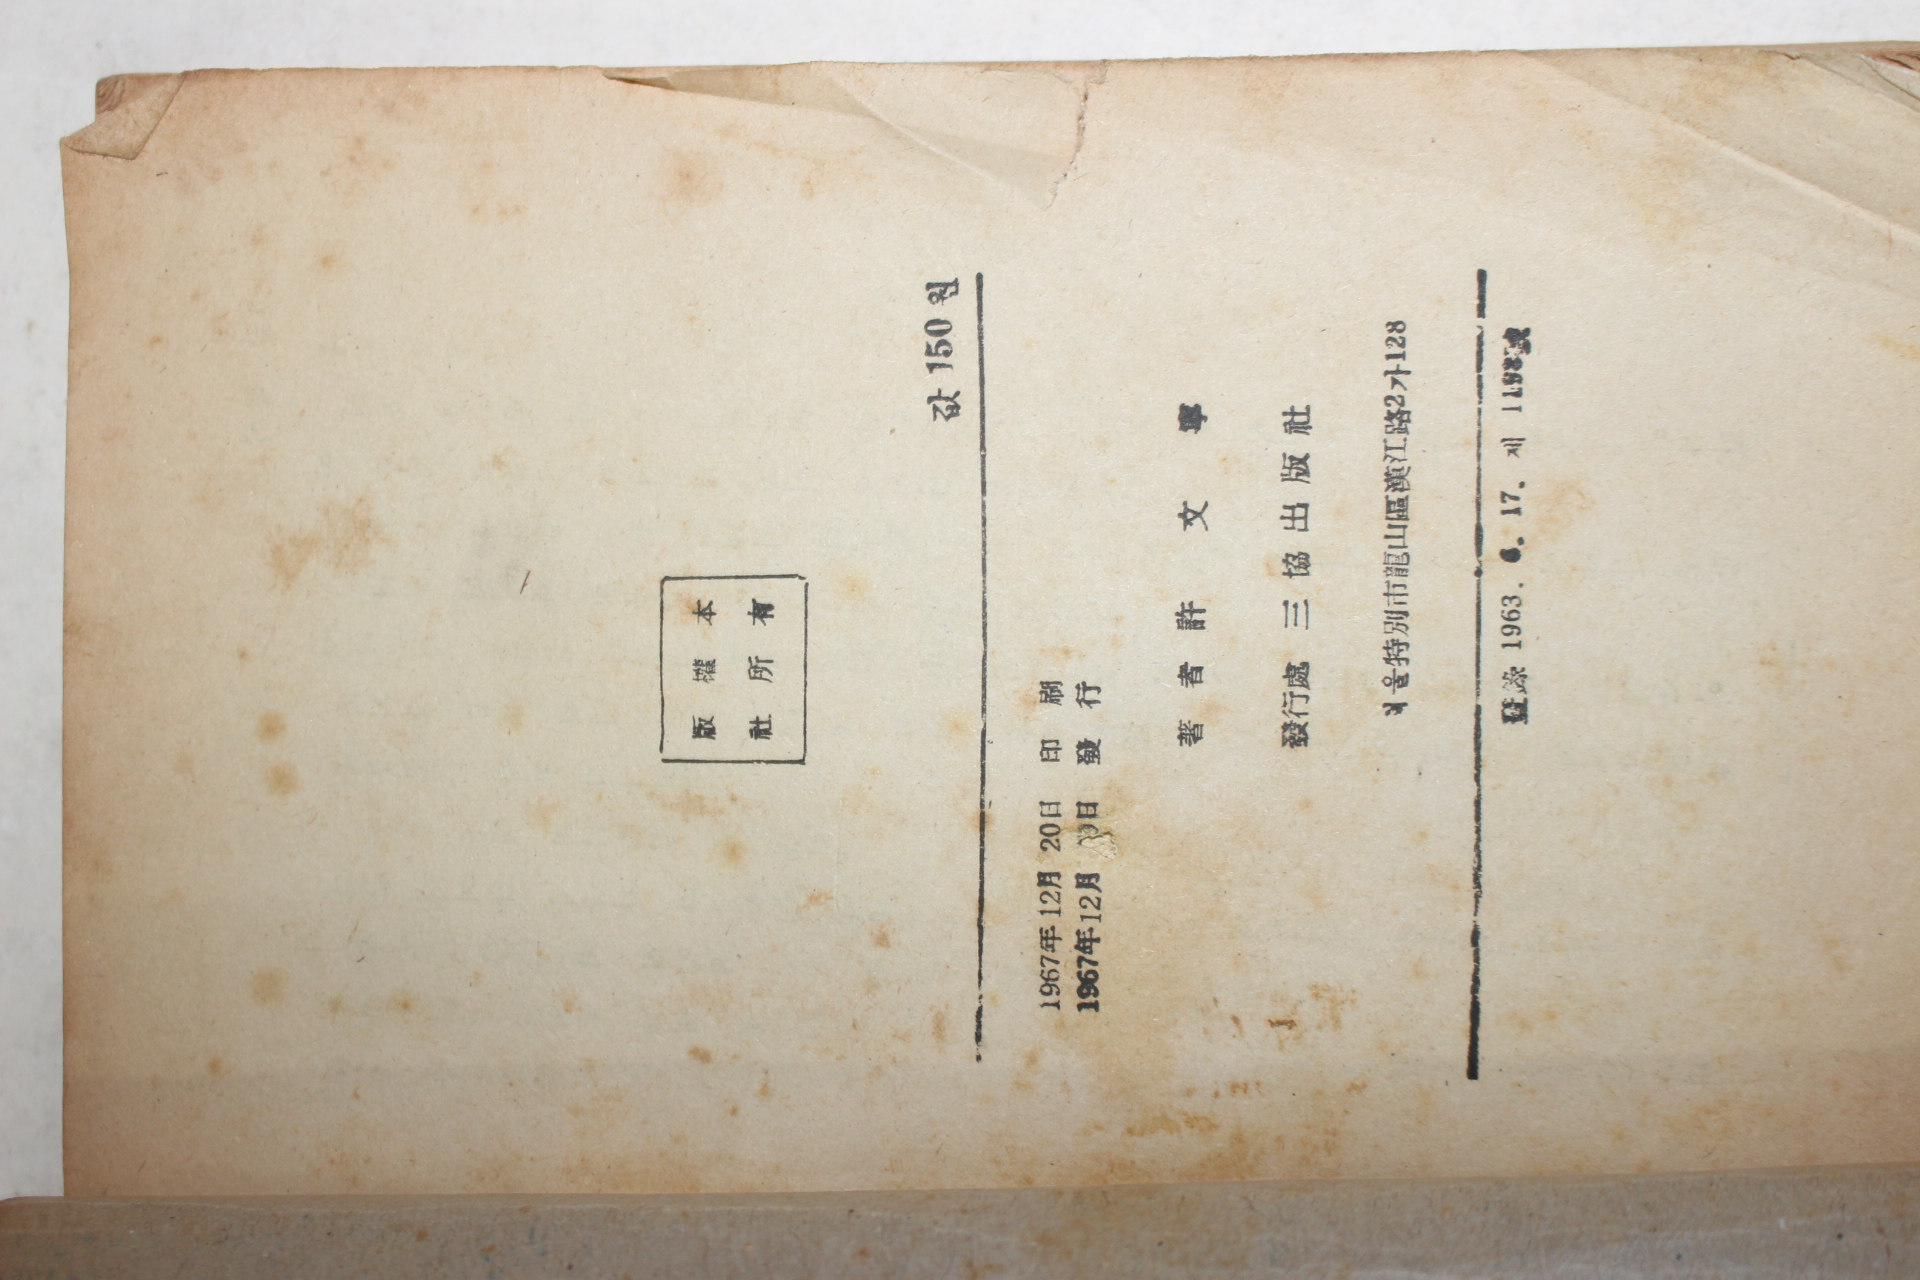 版權本
社所有
값 150 원
1967年 12月 20日 印刷
1967年 12月 日 發行
著者 許文寧
發行處 三協出版社
서울特別市龍山區漢江路2가128
登錄 1963. 6. 17. 제 號